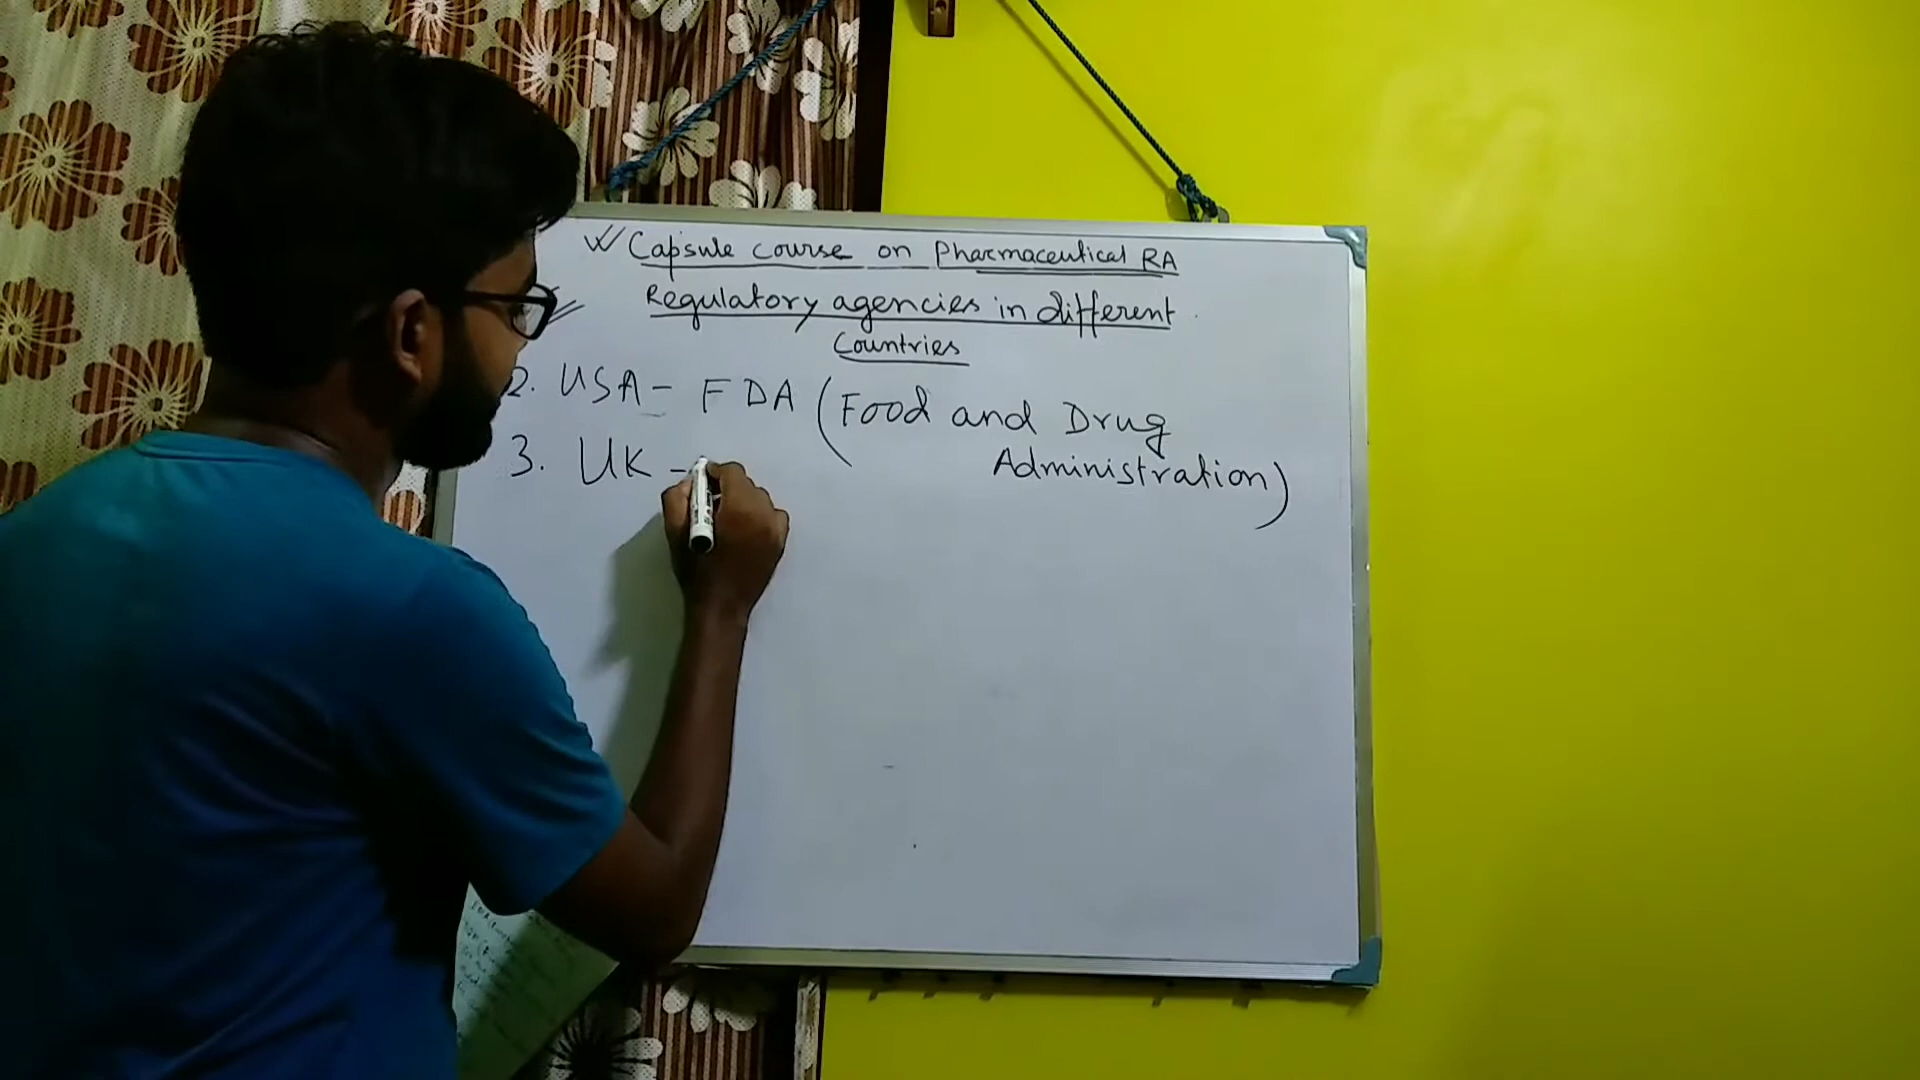 Capsule course on Pharmaceutical RA
Regulatory agencies in different
Countries
2. USA - FDA (Food and Drug
Administration)
3. UK -